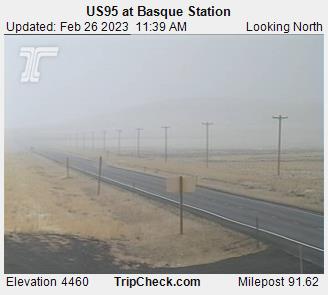 US95 at Basque Station
Updated: Feb 26 2023 11:39 AM Looking North
Elevation 4460 TripCheck.com Milepost 91.62